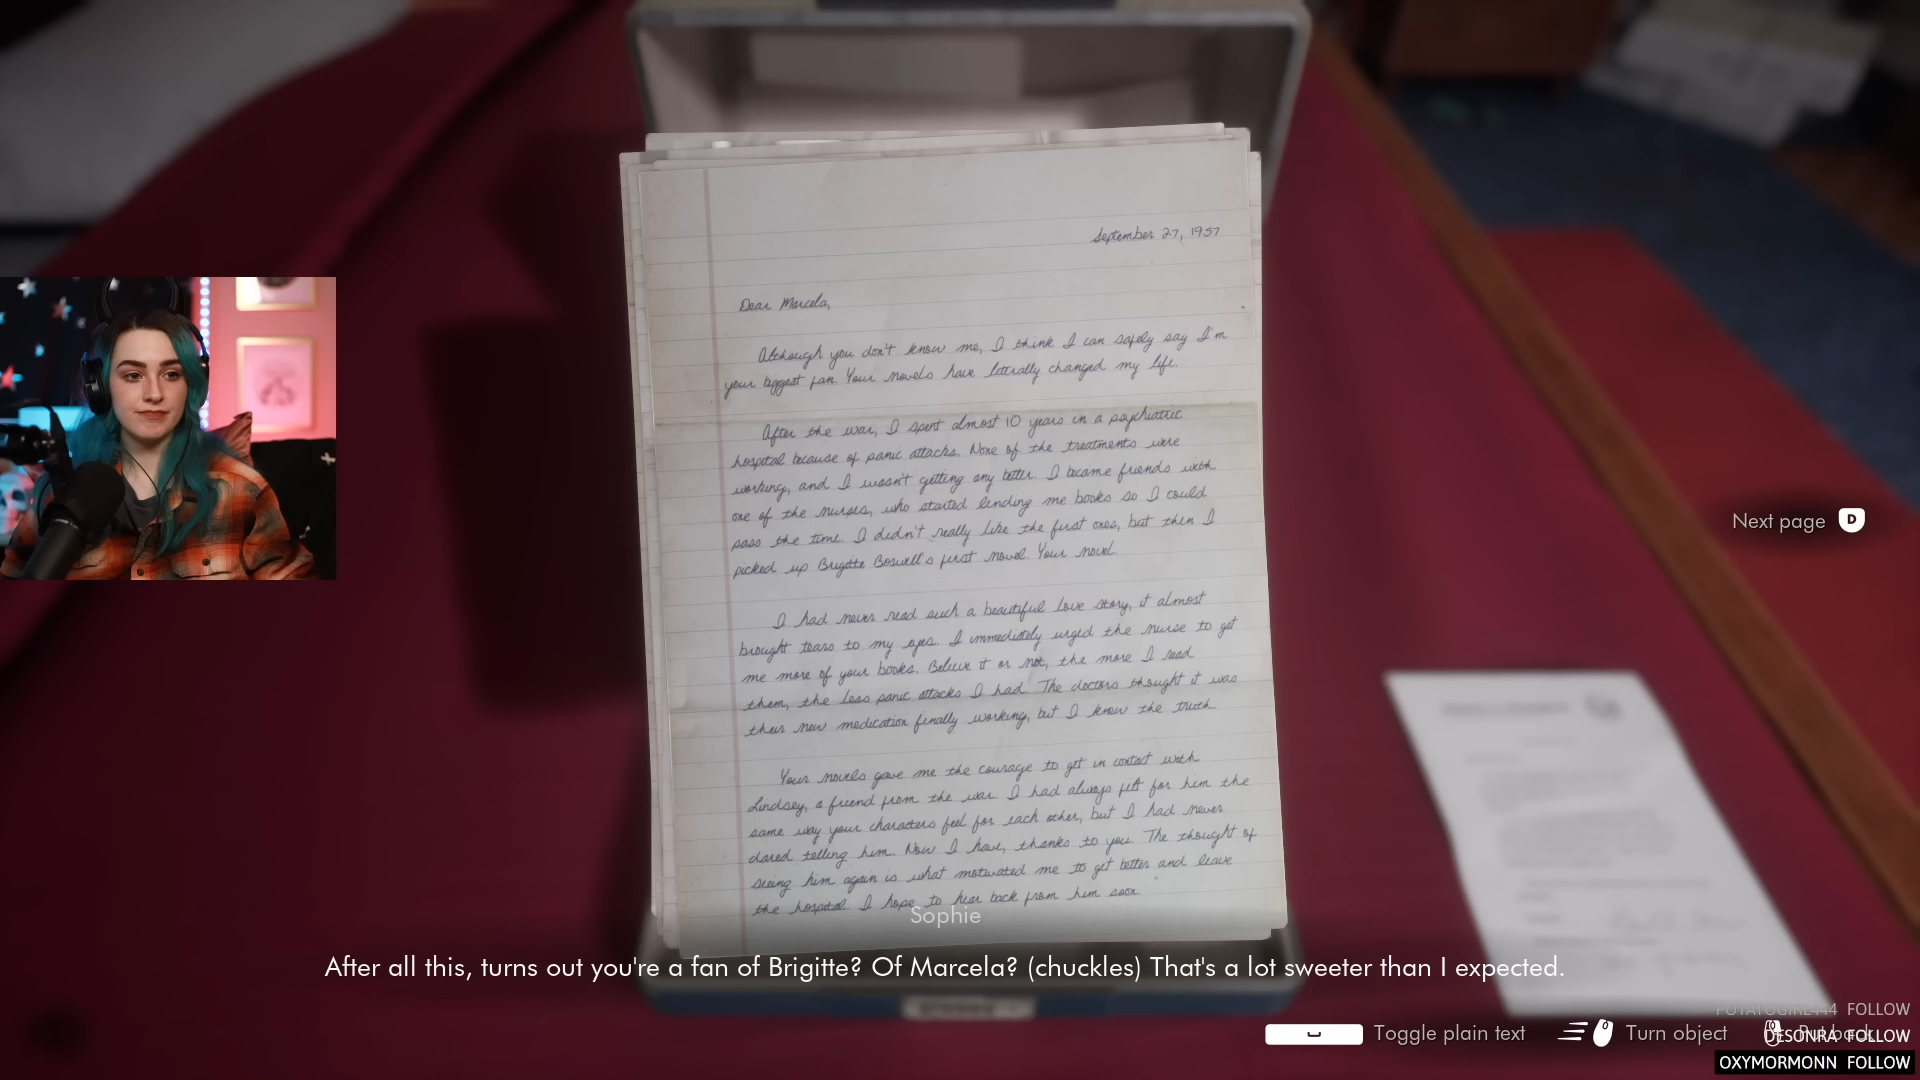 September 27, 1957
Dear Marcela,
Although you don't know me, I think I can safely say I'm
your biggest fan. Your novels have literally changed my life.
After the war, I spent almost 10 years in a psychiatric
hospital because of panic attacks. None of the treatments were
working, and I wasn't getting any better. I became friends with
one of the nurses, who started lending me books so I could
pass the time. I didn't really like the first ones, but then I
picked up Brigitte Boswell's first novel. Your novel.
I had never read such a beautiful love story, it almost
brought tears to my eyes. I immediately urged the nurse to get
me more of your books. Believe it or not, the more I read
them, the less panic attacks I had. The doctors thought it was
their new medication finally working, but I knew the truth.
Your novels gave me the courage to get in contact with
Lindsey, a friend from the war. I had always felt for him the
same way your characters feel for each other, but I had never
dared telling him. Now I have, thanks to you. The thought of
seeing him again is what motivated me to get better and leave
the hospital. I hope to hear back from him soon.
Next page D
Sophie
After all this, turns out you're a fan of Brigitte? Of Marcela? (chuckles) That's a lot sweeter than I expected.
FOLLOW
Toggle plain text Turn object
DESONRA FOLLOW
OXYMORMONN FOLLOW